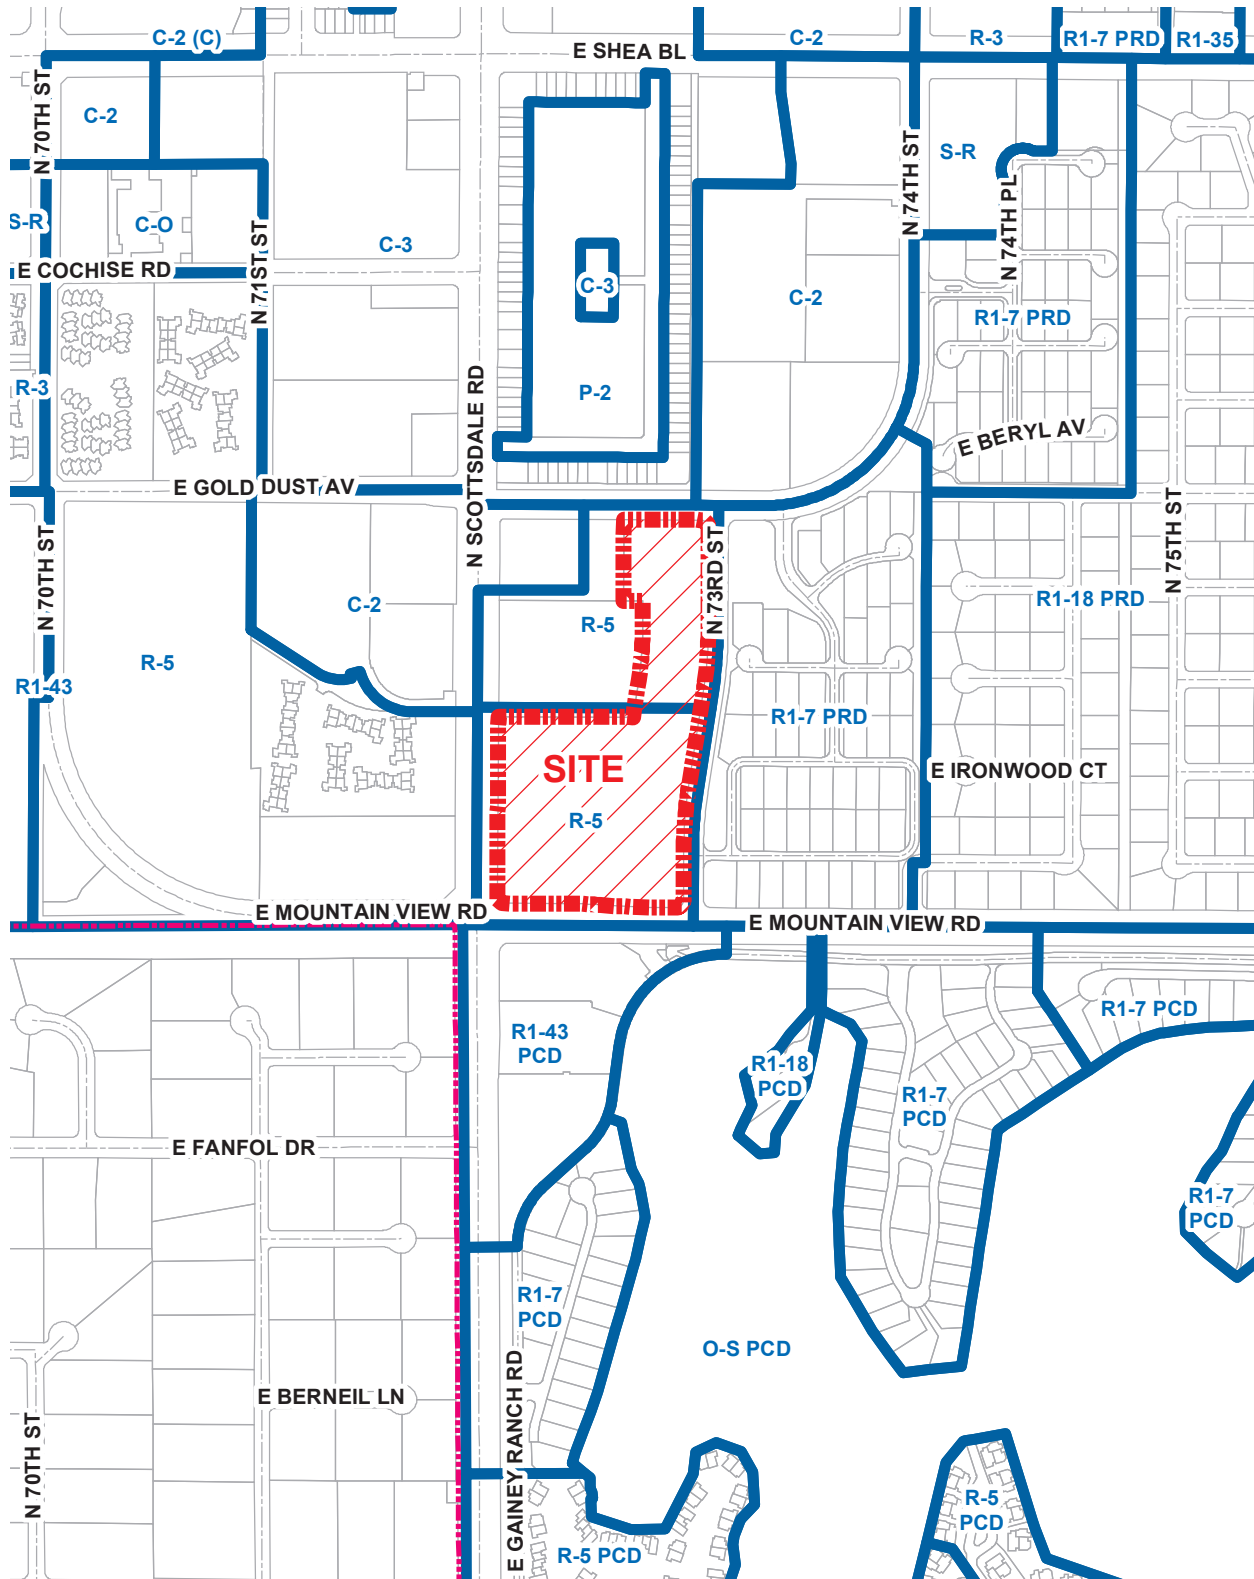 C-2 (C)
E SHEA BL
C-2
R-3
R1-7 PRD
R1-35
N 70TH ST
C-2
N 74TH ST
S-R
N 74TH PL
S-R
C-O
N 71ST ST
C-3
E COCHISE RD
C-3
C-2
R1-7 PRD
R-3
P-2
N SCOTTSDALE RD
E BERYL AV
E GOLD DUST AV
N 70TH ST
N 73RD ST
N 75TH ST
C-2
R-5
R1-18 PRD
R-5
R1-43
R1-7 PRD
SITE
E IRONWOOD CT
R-5
E MOUNTAIN VIEW RD
E MOUNTAIN VIEW RD
R1-43
PCD
R1-7 PCD
R1-18
PCD
R1-7
PCD
E FANFOL DR
R1-7
PCD
R1-7
PCD
O-S PCD
E BERNEIL LN
N 70TH ST
E GAINEY RANCH RD
R-5
PCD
R-5 PCD